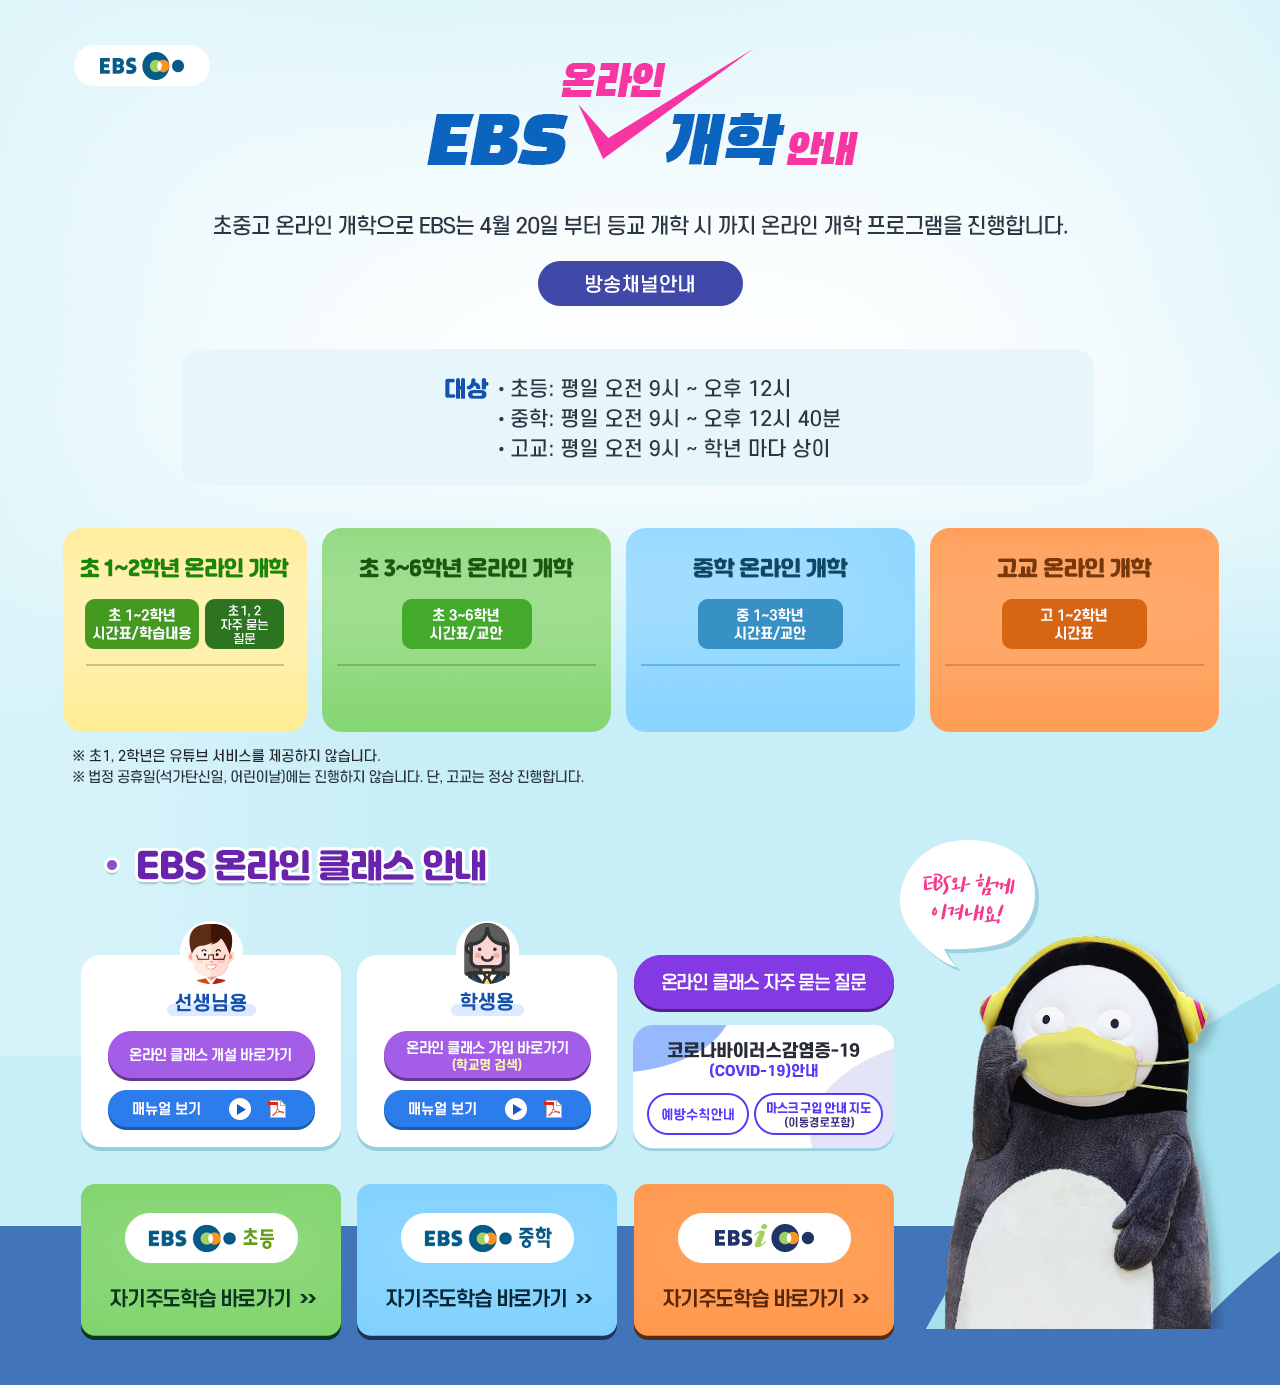 EBS
온라인
EBS 개학 안내
초중고 온라인 개학으로 EBS는 4월 20일 부터 등교 개학 시 까지 온라인 개학 프로그램을 진행합니다.
방송채널안내
대상 • 초등: 평일 오전 9시 ~ 오후 12시
• 중학: 평일 오전 9시 ~ 오후 12시 40분
• 고교: 평일 오전 9시 ~ 학년 마다 상이
초 1~2학년 온라인 개학
초 1~2학년
시간표/학습내용
초1, 2
자주 묻는
질문
초 3~6학년 온라인 개학
초 3~6학년
시간표/교안
중학 온라인 개학
중 1~3학년
시간표/교안
고교 온라인 개학
고 1~2학년
시간표
※ 초1, 2학년은 유튜브 서비스를 제공하지 않습니다.
※ 법정 공휴일(석가탄신일, 어린이날)에는 진행하지 않습니다. 단, 고교는 정상 진행합니다.
• EBS 온라인 클래스 안내
EBS와 함께
이겨내요!
선생님용
온라인 클래스 개설 바로가기
매뉴얼 보기
학생용
온라인 클래스 가입 바로가기
(학교명 검색)
매뉴얼 보기
온라인 클래스 자주 묻는 질문
코로나바이러스감염증-19
(COVID-19)안내
예방수칙안내
마스크 구입 안내 지도
(이동경로포함)
EBS 초등
자기주도학습 바로가기 >>
EBS 중학
자기주도학습 바로가기 >>
EBSi
자기주도학습 바로가기 >>